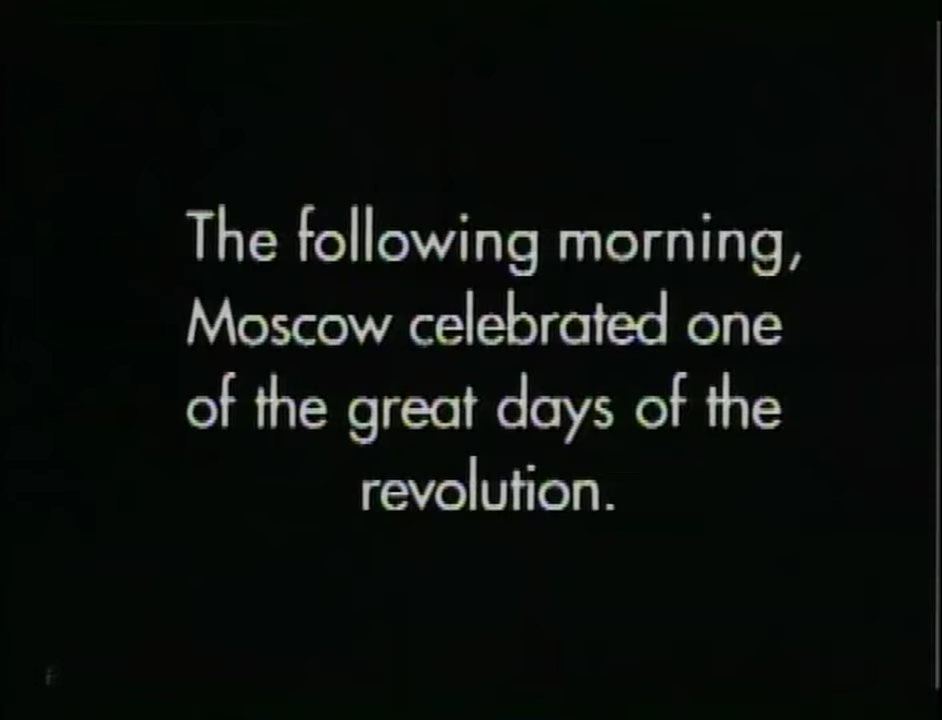 The following morning,
Moscow celebrated one
of the great days of the
revolution.